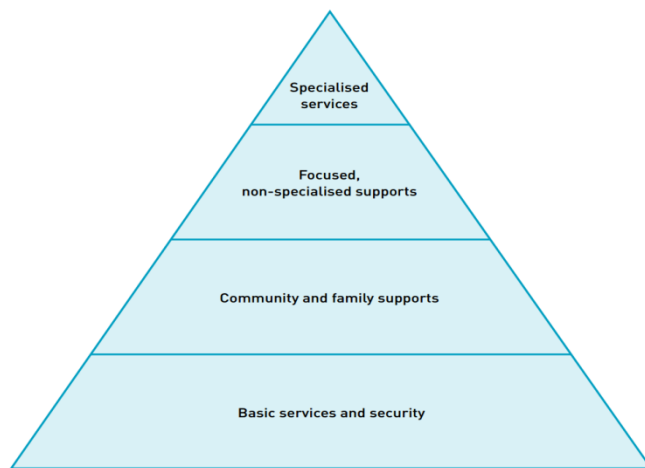 Specialised
services
Focused,
non-specialised supports
Community and family supports
Basic services and security